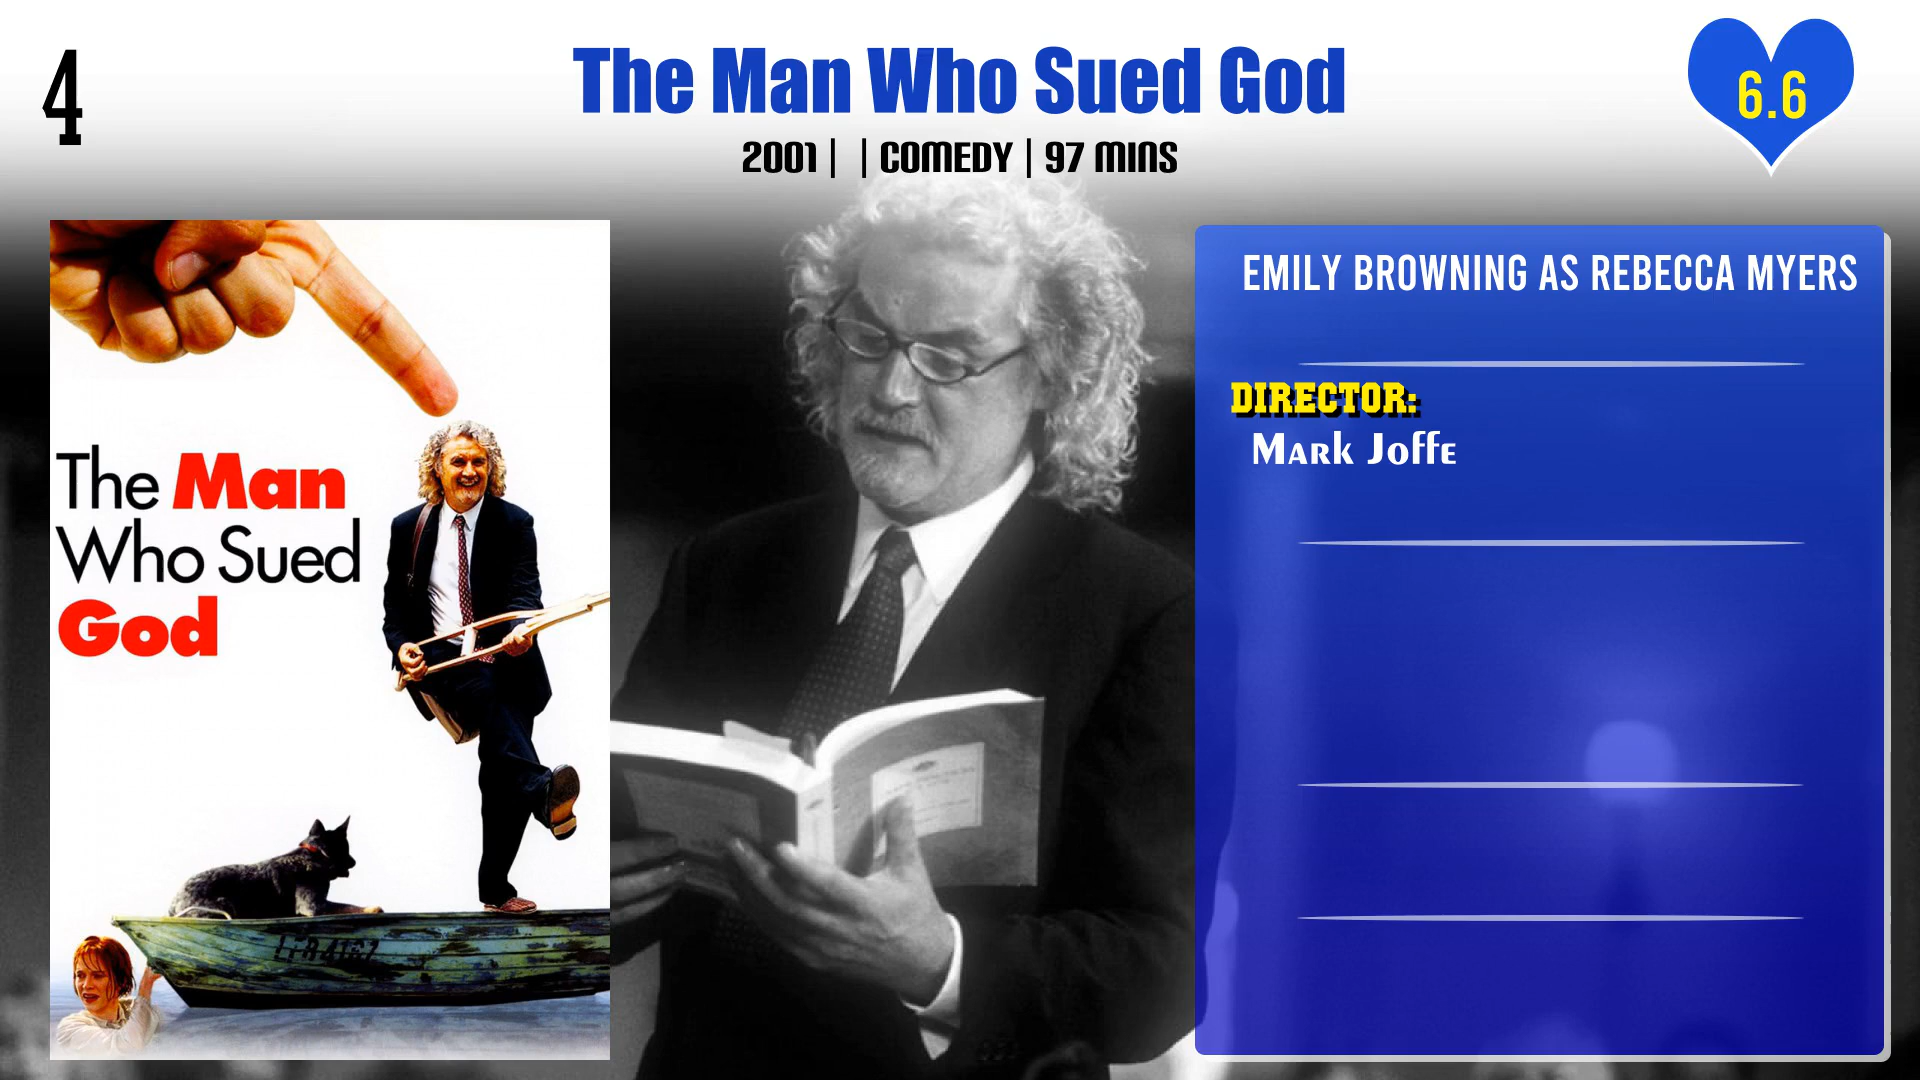 4
The Man Who Sued God
2001 | | COMEDY | 97 MINS
6.6
The Man
Who Sued
God
LFR4167
EMILY BROWNING AS REBECCA MYERS
DIRECTOR:
Mark Joffe